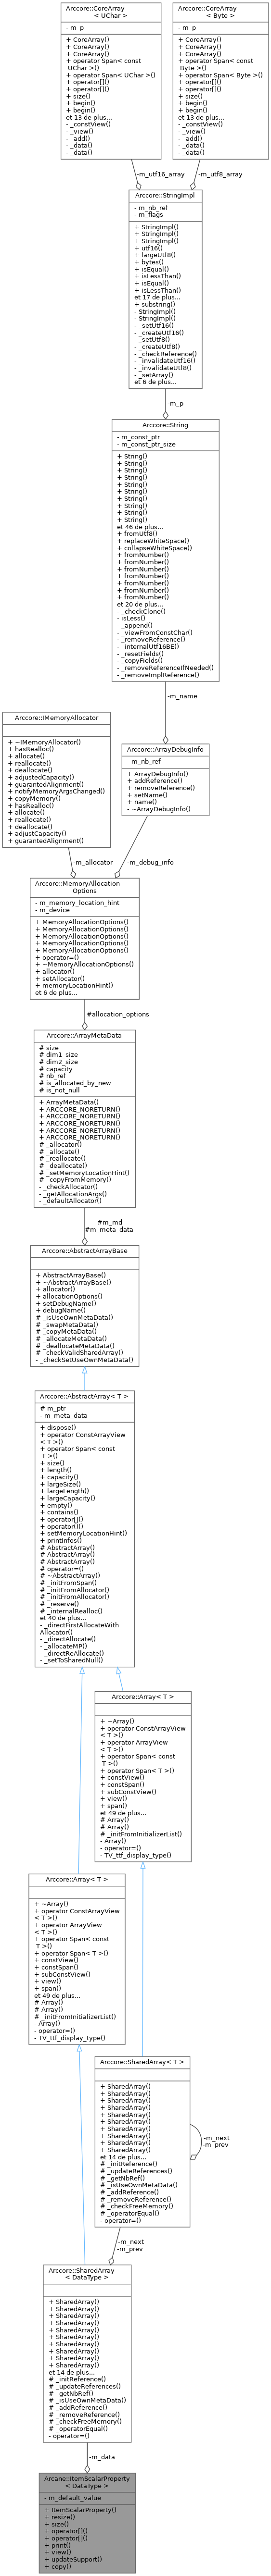 Arccore::CoreArray
< UChar >
- m_p
+ CoreArray()
+ CoreArray()
+ CoreArray()
+ operator Span< const
UChar >()
+ operator Span< UChar >()
+ operator[]()
+ operator[]()
+ size()
+ begin()
+ begin()
et 13 de plus...
- _constView()
- _view()
- _add()
- _data()
- _data()
Arccore::CoreArray
< Byte >
- m_p
+ CoreArray()
+ CoreArray()
+ CoreArray()
+ operator Span< const
Byte >()
+ operator Span< Byte >()
+ operator[]()
+ operator[]()
+ size()
+ begin()
+ begin()
et 13 de plus...
- _constView()
- _view()
- _add()
- _data()
- _data()
-m_utf16_array
-m_utf8_array
Arccore::StringImpl
- m_nb_ref
- m_flags
+ StringImpl()
+ StringImpl()
+ StringImpl()
+ utf16()
+ largeUtf8()
+ bytes()
+ isEqual()
+ isLessThan()
+ isEqual()
+ isLessThan()
et 17 de plus...
+ substring()
- StringImpl()
- StringImpl()
- _setUtf16()
- _createUtf16()
- _setUtf8()
- _createUtf8()
- _checkReference()
- _invalidateUtf16()
- _invalidateUtf8()
- _setArray()
et 6 de plus...
-m_p
Arccore::String
- m_const_ptr
- m_const_ptr_size
+ String()
+ String()
+ String()
+ String()
+ String()
+ String()
+ String()
+ String()
+ String()
+ String()
et 46 de plus...
+ fromUtf8()
+ replaceWhiteSpace()
+ collapseWhiteSpace()
+ fromNumber()
+ fromNumber()
+ fromNumber()
+ fromNumber()
+ fromNumber()
+ fromNumber()
+ fromNumber()
et 20 de plus...
- _checkClone()
- isLess()
- _append()
- _viewFromConstChar()
- _removeReference()
- _internalUtf16BE()
- _resetFields()
- _copyFields()
- _removeReferenceIfNeeded()
- _removeImplReference()
-m_name
Arccore::IMemoryAllocator
+ ~IMemoryAllocator()
+ hasRealloc()
+ allocate()
+ reallocate()
+ deallocate()
+ adjustedCapacity()
+ guarantedAlignment()
+ notifyMemoryArgsChanged()
+ copyMemory()
+ hasRealloc()
+ allocate()
+ reallocate()
+ deallocate()
+ adjustCapacity()
+ guarantedAlignment()
Arccore::ArrayDebugInfo
- m_nb_ref
+ ArrayDebugInfo()
+ addReference()
+ removeReference()
+ setName()
+ name()
- ~ArrayDebugInfo()
-m_allocator
-m_debug_info
Arccore::MemoryAllocation
Options
- m_memory_location_hint
- m_device
+ MemoryAllocationOptions()
+ MemoryAllocationOptions()
+ MemoryAllocationOptions()
+ MemoryAllocationOptions()
+ MemoryAllocationOptions()
+ operator=()
+ ~MemoryAllocationOptions()
+ allocator()
+ setAllocator()
+ memoryLocationHint()
et 6 de plus...
#allocation_options
Arccore::ArrayMetaData
# size
# dim1_size
# dim2_size
# capacity
# nb_ref
# is_allocated_by_new
# is_not_null
+ ArrayMetaData()
+ ARCCORE_NORETURN()
+ ARCCORE_NORETURN()
+ ARCCORE_NORETURN()
+ ARCCORE_NORETURN()
+ ARCCORE_NORETURN()
# _allocator()
# _allocate()
# _reallocate()
# _deallocate()
# _setMemoryLocationHint()
# _copyFromMemory()
- _checkAllocator()
- _getAllocationArgs()
- _defaultAllocator()
#m_md
#m_meta_data
Arccore::AbstractArrayBase
+ AbstractArrayBase()
+ ~AbstractArrayBase()
+ allocator()
+ allocationOptions()
+ setDebugName()
+ debugName()
# _isUseOwnMetaData()
# _swapMetaData()
# _copyMetaData()
# _allocateMetaData()
# _deallocateMetaData()
# _checkValidSharedArray()
- _checkSetUseOwnMetaData()
Arccore::AbstractArray< T >
# m_ptr
- m_meta_data
+ dispose()
+ operator ConstArrayView
< T >()
+ operator Span< const
T >()
+ size()
+ length()
+ capacity()
+ largeSize()
+ largeLength()
+ largeCapacity()
+ empty()
+ contains()
+ operator[]()
+ operator()()
+ setMemoryLocationHint()
+ printInfos()
# AbstractArray()
# AbstractArray()
# AbstractArray()
# operator=()
# ~AbstractArray()
# _initFromSpan()
# _initFromAllocator()
# _initFromAllocator()
# _reserve()
# _internalRealloc()
et 40 de plus...
- _directFirstAllocateWith
Allocator()
- _directAllocate()
- _allocateMP()
- _directReAllocate()
- _setToSharedNull()
Arccore::Array< T >
+ ~Array()
+ operator ConstArrayView
< T >()
+ operator ArrayView
< T >()
+ operator Span< const
T >()
+ operator Span< T >()
+ constView()
+ constSpan()
+ subConstView()
+ view()
+ span()
et 49 de plus...
# Array()
# Array()
# _initFromInitializerList()
- Array()
- operator=()
- TV_ttf_display_type()
Arccore::Array< T >
+ ~Array()
+ operator ConstArrayView
< T >()
+ operator ArrayView
< T >()
+ operator Span< const
T >()
+ operator Span< T >()
+ constView()
+ constSpan()
+ subConstView()
+ view()
+ span()
et 49 de plus...
# Array()
# Array()
# _initFromInitializerList()
- Array()
- operator=()
- TV_ttf_display_type()
Arccore::SharedArray< T >
+ SharedArray()
+ SharedArray()
+ SharedArray()
+ SharedArray()
+ SharedArray()
+ SharedArray()
+ SharedArray()
+ SharedArray()
+ SharedArray()
+ SharedArray()
et 14 de plus...
# _initReference()
# _updateReferences()
# _getNbRef()
# _isUseOwnMetaData()
# _addReference()
# _removeReference()
# _checkFreeMemory()
# _operatorEqual()
- operator=()
-m_next
-m_prev
-m_next
-m_prev
Arccore::SharedArray
< DataType >
+ SharedArray()
+ SharedArray()
+ SharedArray()
+ SharedArray()
+ SharedArray()
+ SharedArray()
+ SharedArray()
+ SharedArray()
+ SharedArray()
+ SharedArray()
et 14 de plus...
# _initReference()
# _updateReferences()
# _getNbRef()
# _isUseOwnMetaData()
# _addReference()
# _removeReference()
# _checkFreeMemory()
# _operatorEqual()
- operator=()
-m_data
Arcane::ItemScalarProperty
< DataType >
- m_default_value
+ ItemScalarProperty()
+ resize()
+ size()
+ operator[]()
+ operator[]()
+ print()
+ view()
+ updateSupport()
+ copy()